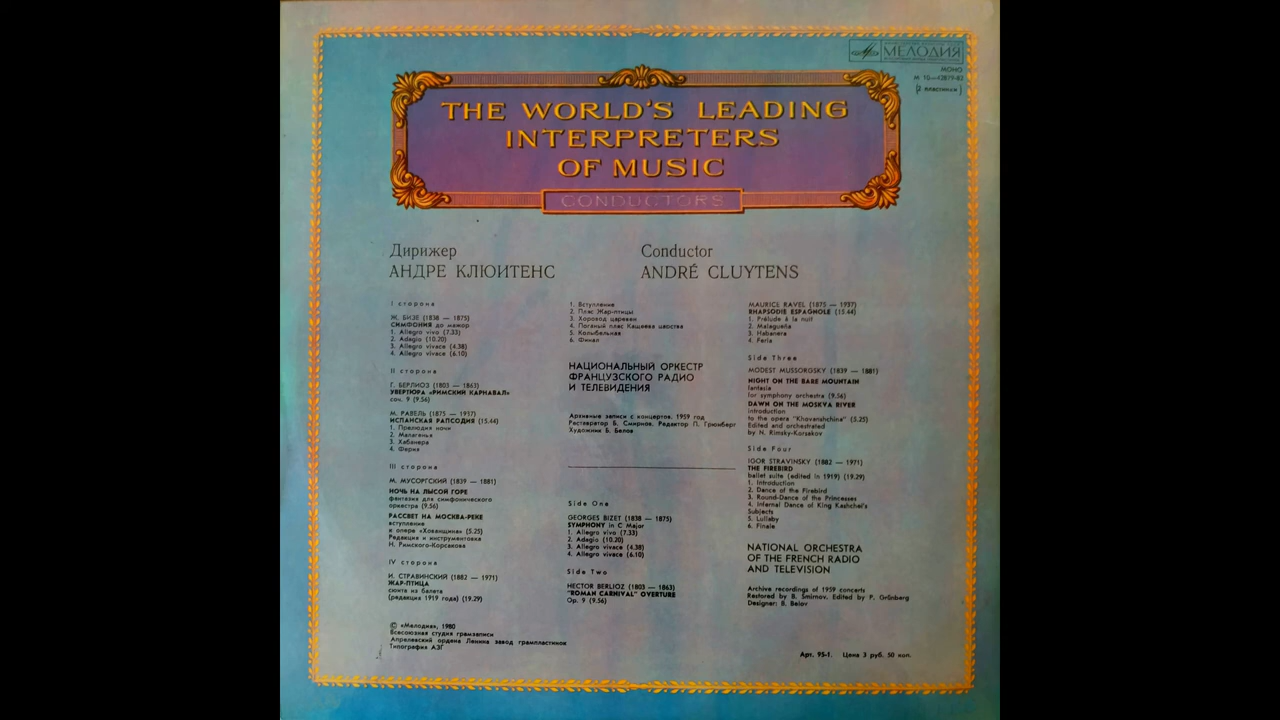 МЕЛОДИЯ
МОНО
М 10—42879-82
(2 пластинки)
THE WORLD'S LEADING
INTERPRETERS
OF MUSIC
CONDUCTORS
Дирижер
АНДРЕ КЛЮИТЕНС
Conductor
ANDRÉ CLUYTENS
I сторона
Ж. БИЗЕ (1838 — 1875)
СИМФОНИЯ до мажор
1. Allegro vivo (7.33)
2. Adagio (10.20)
3. Allegro vivace (4.38)
4. Allegro vivace (6.10)
II сторона
Г. БЕРЛИОЗ (1803 — 1863)
УВЕРТЮРА «РИМСКИЙ КАРНАВАЛ»
соч. 9 (9.56)
М. РАВЕЛЬ (1875 — 1937)
ИСПАНСКАЯ РАПСОДИЯ (15.44)
1. Прелюдия ночи
2. Малагенья
3. Хабанера
4. Ферия
III сторона
М. МУСОРГСКИЙ (1839 — 1881)
НОЧЬ НА ЛЫСОЙ ГОРЕ
фантазия для симфонического
оркестра (9.56)
РАССВЕТ НА МОСКВА-РЕКЕ
вступление
к опере «Хованщина» (5.25)
Редакция и инструментовка
Н. Римского-Корсакова
IV сторона
И. СТРАВИНСКИЙ (1882 — 1971)
ЖАР-ПТИЦА
сюита из балета
(редакция 1919 года) (19.29)
1. Вступление
2. Пляс Жар-птицы
3. Хоровод царевен
4. Поганый пляс Кащеева царства
5. Колыбельная
6. Финал
НАЦИОНАЛЬНЫЙ ОРКЕСТР
ФРАНЦУЗСКОГО РАДИО
И ТЕЛЕВИДЕНИЯ
Архивные записи с концертов, 1959 год
Реставратор Б. Смирнов. Редактор П. Грюнберг
Художник Б. Белов
Side One
GEORGES BIZET (1838 — 1875)
SYMPHONY in C Major
1. Allegro vivo (7.33)
2. Adagio (10.20)
3. Allegro vivace (4.38)
4. Allegro vivace (6.10)
Side Two
HECTOR BERLIOZ (1803 — 1863)
"ROMAN CARNIVAL" OVERTURE
Op. 9 (9.56)
MAURICE RAVEL (1875 — 1937)
RHAPSODIE ESPAGNOLE (15.44)
1. Prélude à la nuit
2. Malagueña
3. Habanera
4. Feria
Side Three
MODEST MUSSORGSKY (1839 — 1881)
NIGHT ON THE BARE MOUNTAIN
fantasia
for symphony orchestra (9.56)
DAWN ON THE MOSKVA RIVER
introduction
to the opera "Khovanshchina" (5.25)
Edited and orchestrated
by N. Rimsky-Korsakov
Side Four
IGOR STRAVINSKY (1882 — 1971)
THE FIREBIRD
ballet suite (edited in 1919) (19.29)
1. Introduction
2. Dance of the Firebird
3. Round-Dance of the Princesses
4. Infernal Dance of King Kashchei's
Subjects
5. Lullaby
6. Finale
NATIONAL ORCHESTRA
OF THE FRENCH RADIO
AND TELEVISION
Archive recordings of 1959 concerts
Restored by B. Smirnov. Edited by P. Grünberg
Designer: B. Belov
© «Мелодия», 1980
Всесоюзная студия грамзаписи
Апрелевский ордена Ленина завод грампластинок
Типография АЗГ
Арт. 95-1. Цена 3 руб. 50 коп.